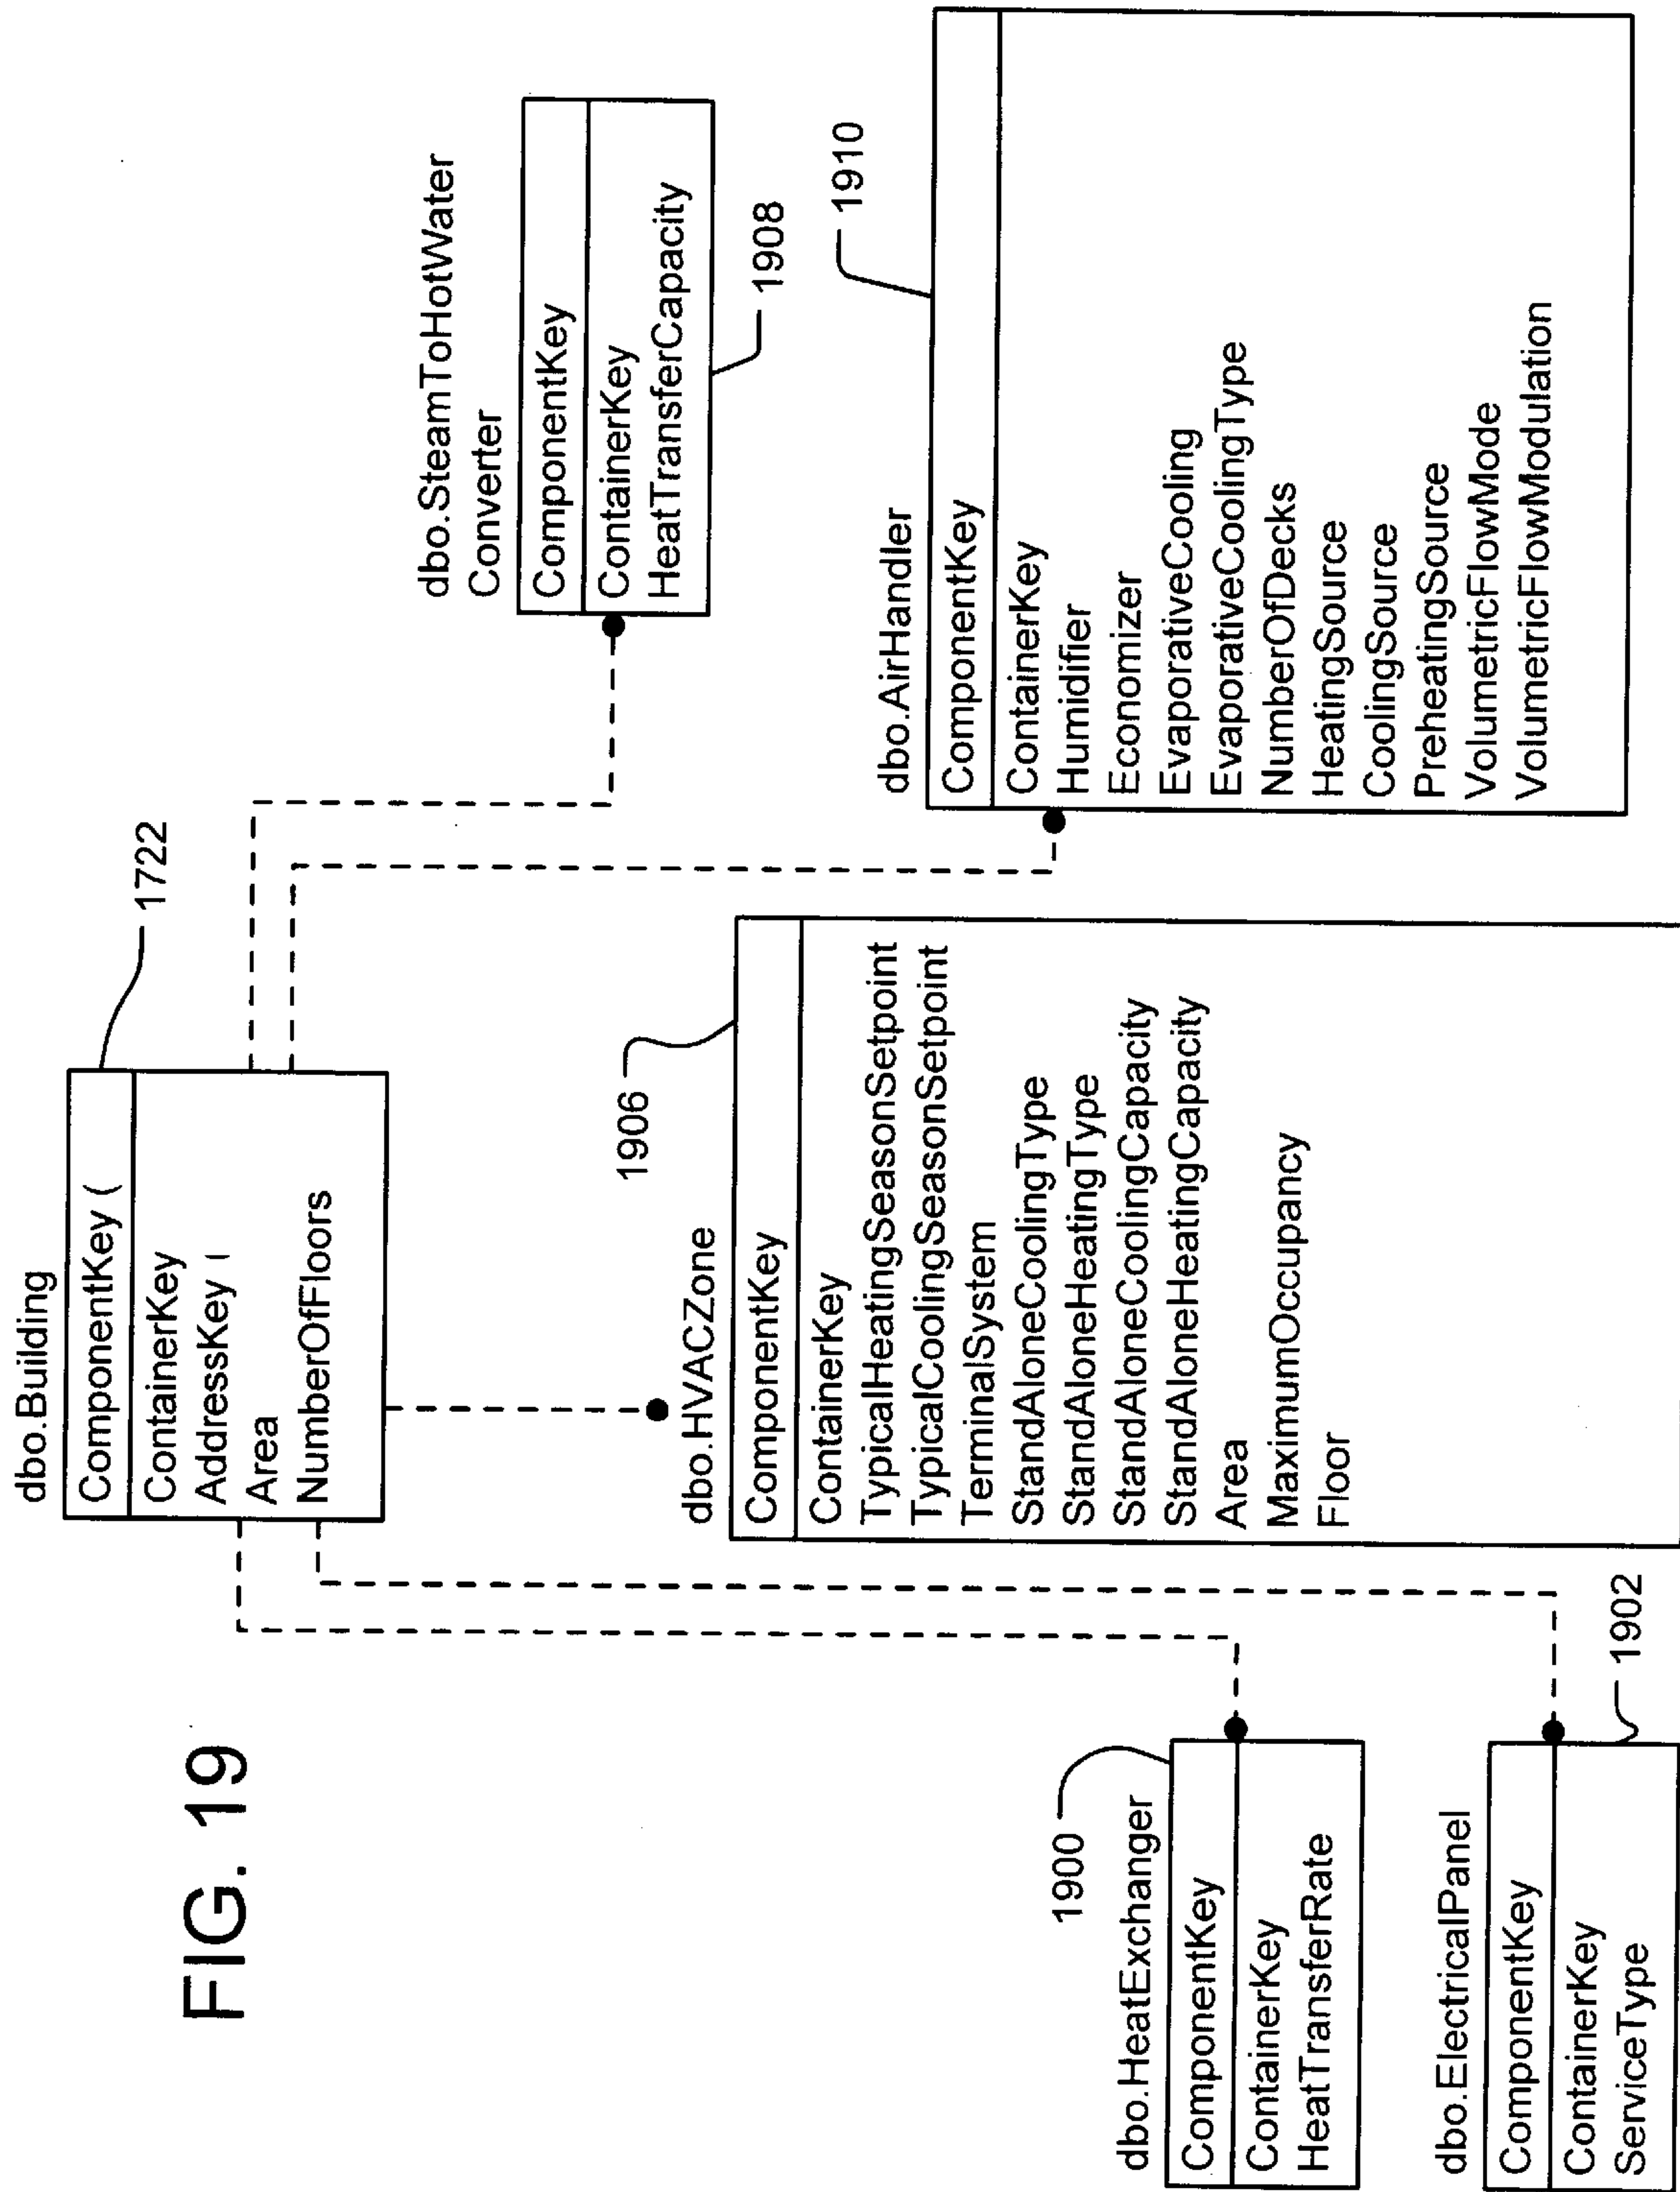 FIG. 19
dbo.Building
1722
ComponentKey (
ContainerKey
AddressKey (
Area
NumberOfFloors
dbo.SteamToHotWater
Converter
ComponentKey
ContainerKey
HeatTransferCapacity
1908
1906
dbo.HVACZone
ComponentKey
ContainerKey
TypicalHeatingSeasonSetpoint
TypicalCoolingSeasonSetpoint
TerminalSystem
StandAloneCoolingType
StandAloneHeatingType
StandAloneCoolingCapacity
StandAloneHeatingCapacity
Area
MaximumOccupancy
Floor
dbo.AirHandler
1910
ComponentKey
ContainerKey
Humidifier
Economizer
EvaporativeCooling
EvaporativeCoolingType
NumberOfDecks
HeatingSource
CoolingSource
PreheatingSource
VolumetricFlowMode
VolumetricFlowModulation
1900
dbo.HeatExchanger
ComponentKey
ContainerKey
HeatTransferRate
dbo.ElectricalPanel
1902
ComponentKey
ContainerKey
ServiceType